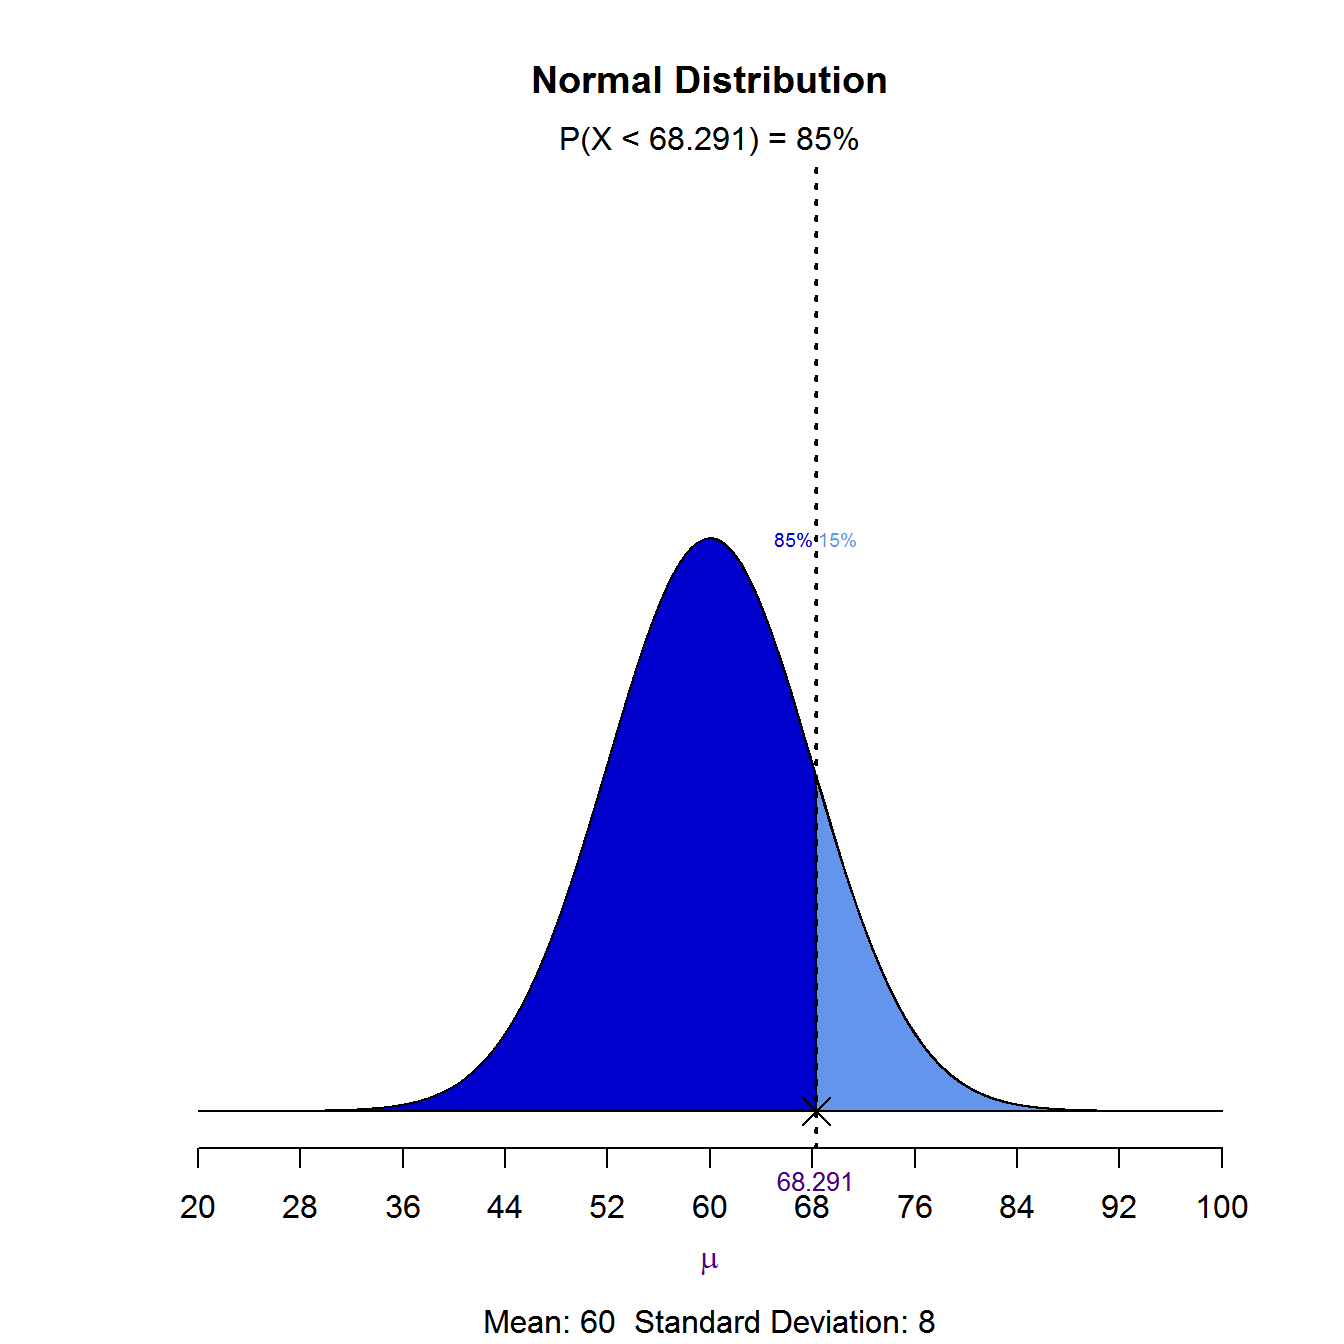 Normal Distribution
P(X < 68.291) = 85%
85% 15%
68.291
20 28 36 44 52 60 68 76 84 92 100
μ
Mean: 60  Standard Deviation: 8